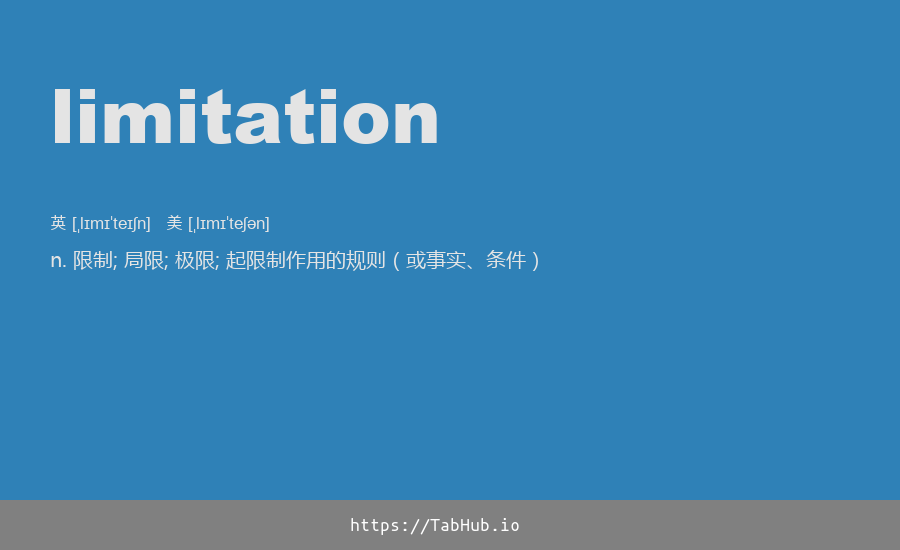 limitation
英 [ˌlɪmɪˈteɪʃn] 美 [ˌlɪmɪˈteʃən]
n. 限制; 局限; 极限; 起限制作用的规则（或事实、条件）
https://TabHub.io